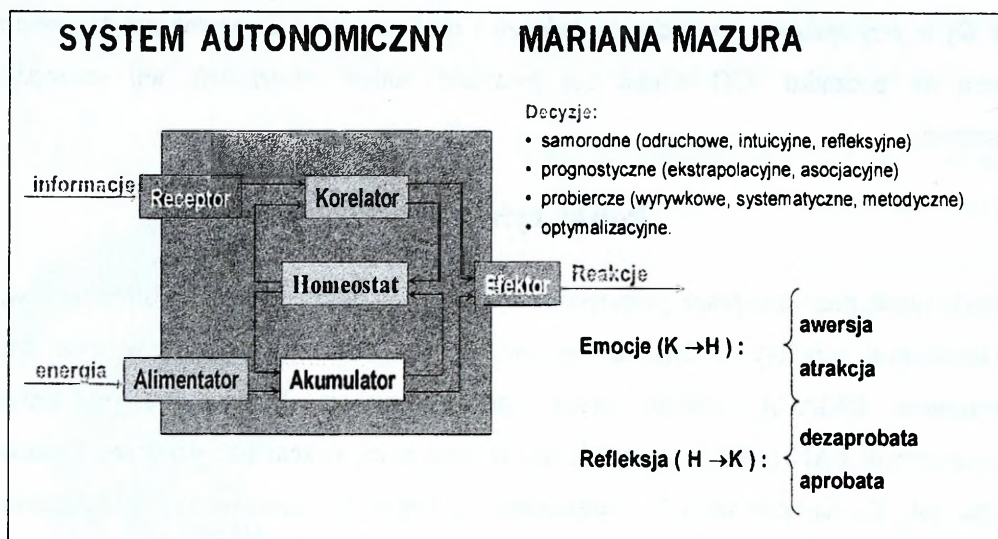 SYSTEM AUTONOMICZNY MARIANA MAZURA
Decyzje:
• samorodne (odruchowe, intuicyjne, refleksyjne)
• prognostyczne (ekstrapolacyjne, asocjacyjne)
• probiercze (wyrywkowe, systematyczne, metodyczne)
• optymalizacyjne.
informacje
Receptor
Korelator
Homeostat
Efektor
Reakcje
energia
Alimentator
Akumulator
Emocje (K → H) :
awersja
atrakcja
Refleksja ( H → K) :
dezaprobata
aprobata